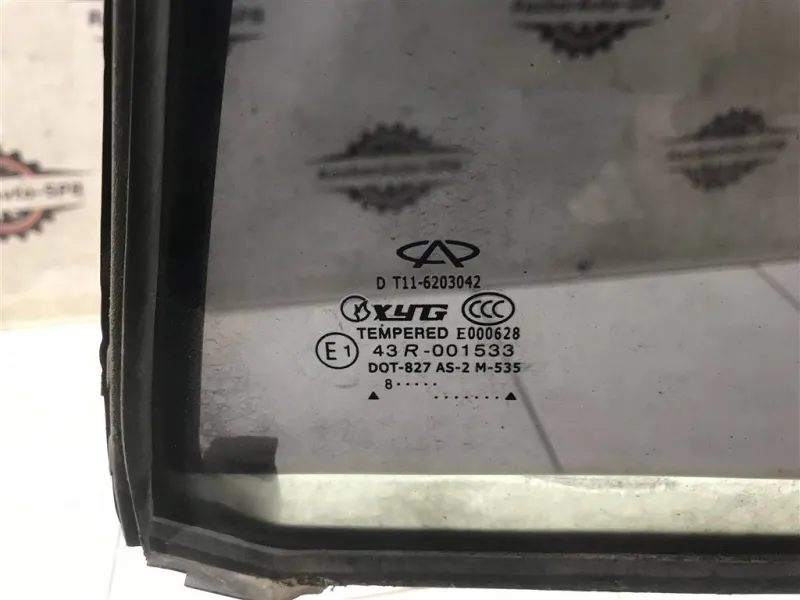 D T11-6203042
XYG CCC
TEMPERED E000628
E1 43R-001533
DOT-827 AS-2 M-535
8·····
·······